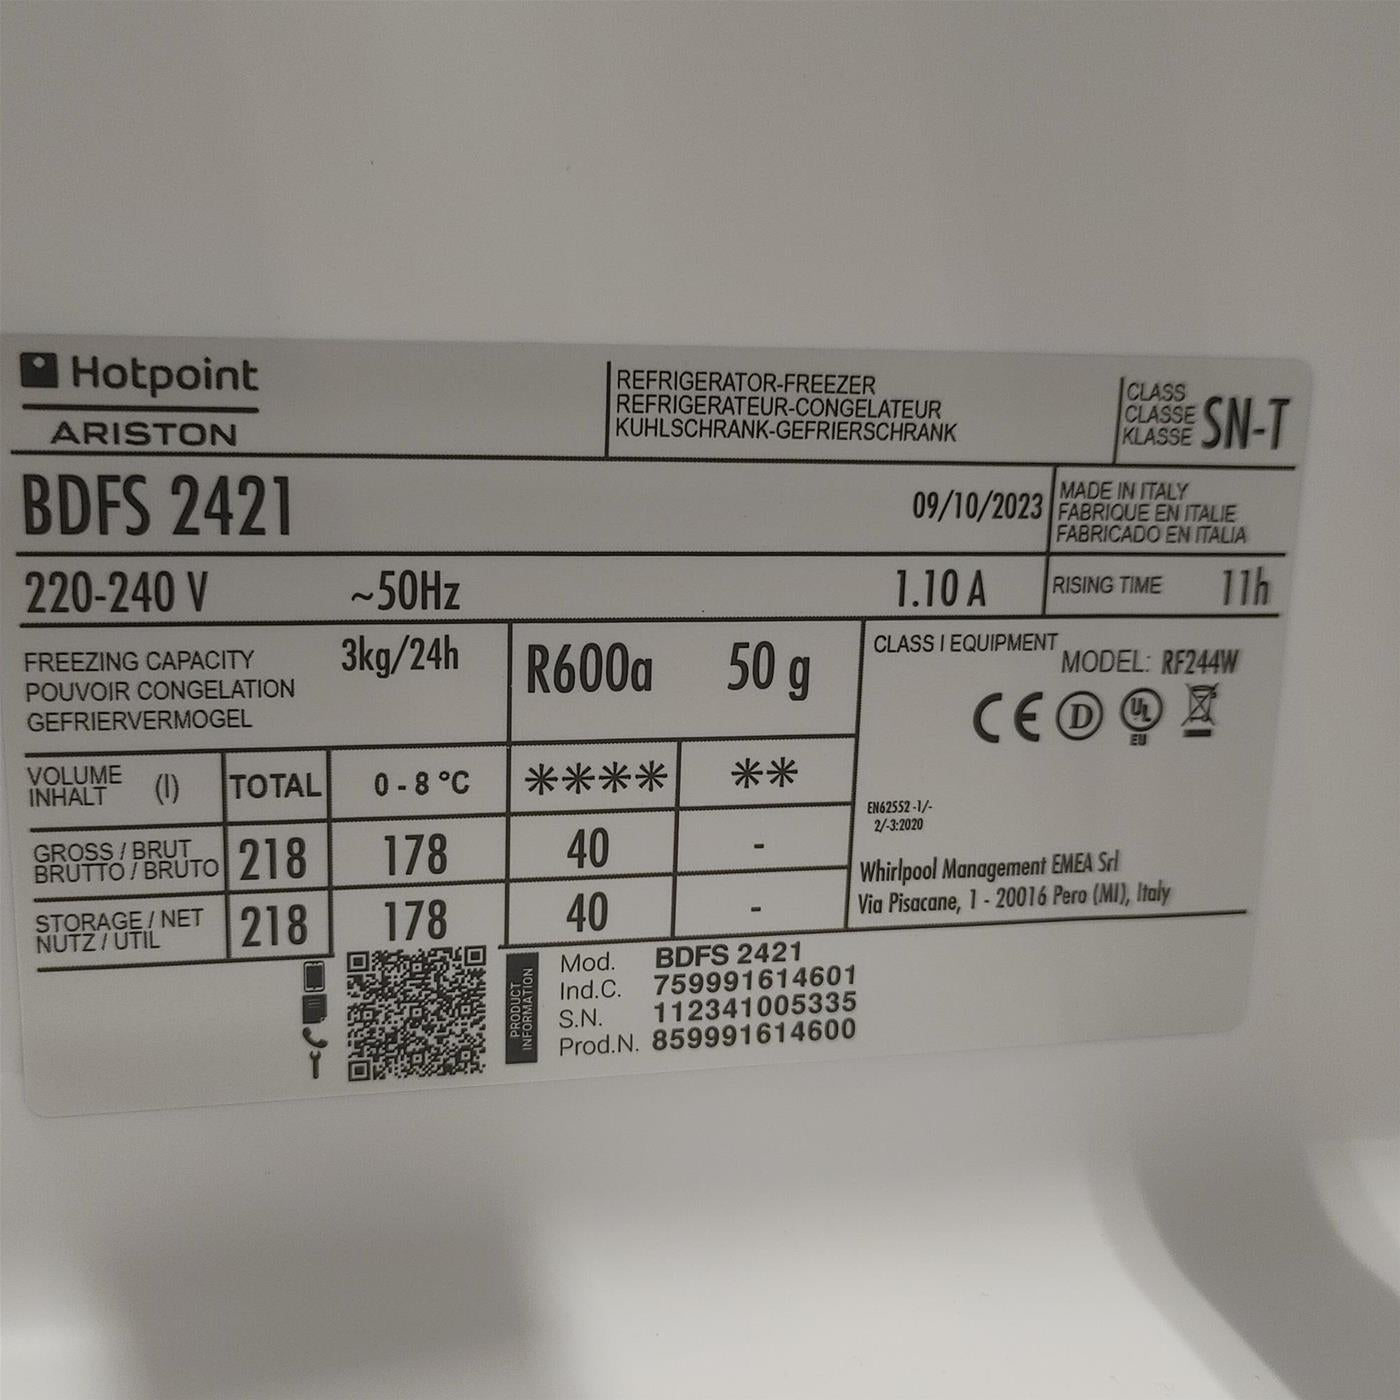 Hotpoint
ARISTON
REFRIGERATOR-FREEZER
REFRIGERATEUR-CONGELATEUR
KUHLSCHRANK-GEFRIERSCHRANK
CLASS
CLASSE
KLASSE
SN-T
BDFS 2421
09/10/2023
MADE IN ITALY
FABRIQUE EN ITALIE
FABRICADO EN ITALIA
220-240 V ~50Hz 1.10 A
RISING TIME 11h
FREEZING CAPACITY
POUVOIR CONGELATION
GEFRIERVERMOGEL
3kg/24h
R600a 50 g
CLASS I EQUIPMENT
MODEL: RF244W
CE D UL
EU
VOLUME
INHALT
(l)
TOTAL 0 - 8 °C **** **
GROSS / BRUT
BRUTTO / BRUTO
218 178 40 -
STORAGE / NET
NUTZ / UTIL
218 178 40 -
EN62552 -1/-
2/-3:2020
Whirlpool Management EMEA Srl
Via Pisacane, 1 - 20016 Pero (MI), Italy
PRODUCT
INFORMATION
Mod. BDFS 2421
Ind.C. 759991614601
S.N. 112341005335
Prod.N. 859991614600